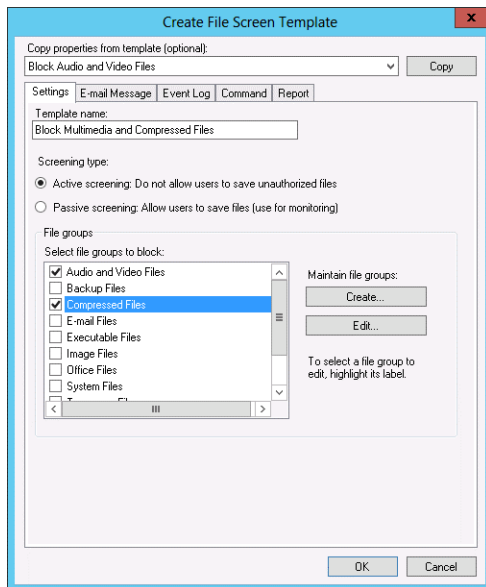 Create File Screen Template
x
Copy properties from template (optional):
Block Audio and Video Files
Copy
Settings E-mail Message Event Log Command Report
Template name:
Block Multimedia and Compressed Files
Screening type:
Active screening: Do not allow users to save unauthorized files
Passive screening: Allow users to save files (use for monitoring)
File groups
Select file groups to block:
Audio and Video Files
Backup Files
Compressed Files
E-mail Files
Executable Files
Image Files
Office Files
System Files
Maintain file groups:
Create...
Edit...
To select a file group to
edit, highlight its label.
OK Cancel